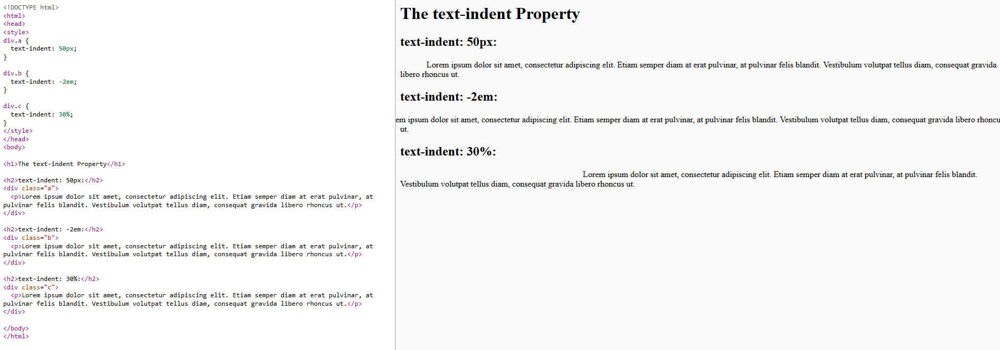 <!DOCTYPE html>
<html>
<head>
<style>
div.a {
  text-indent: 50px;
}

div.b {
  text-indent: -2em;
}

div.c {
  text-indent: 30%;
}
</style>
</head>
<body>

<h1>The text-indent Property</h1>

<h2>text-indent: 50px:</h2>
<div class="a">
  <p>Lorem ipsum dolor sit amet, consectetur adipiscing elit. Etiam semper diam at erat pulvinar, at
pulvinar felis blandit. Vestibulum volutpat tellus diam, consequat gravida libero rhoncus ut.</p>
</div>

<h2>text-indent: -2em:</h2>
<div class="b">
  <p>Lorem ipsum dolor sit amet, consectetur adipiscing elit. Etiam semper diam at erat pulvinar, at
pulvinar felis blandit. Vestibulum volutpat tellus diam, consequat gravida libero rhoncus ut.</p>
</div>

<h2>text-indent: 30%:</h2>
<div class="c">
  <p>Lorem ipsum dolor sit amet, consectetur adipiscing elit. Etiam semper diam at erat pulvinar, at
pulvinar felis blandit. Vestibulum volutpat tellus diam, consequat gravida libero rhoncus ut.</p>
</div>

</body>
</html>

The text-indent Property
text-indent: 50px:
Lorem ipsum dolor sit amet, consectetur adipiscing elit. Etiam semper diam at erat pulvinar, at pulvinar felis blandit. Vestibulum volutpat tellus diam, consequat gravida
libero rhoncus ut.
text-indent: -2em:
em ipsum dolor sit amet, consectetur adipiscing elit. Etiam semper diam at erat pulvinar, at pulvinar felis blandit. Vestibulum volutpat tellus diam, consequat gravida libero rhoncu
ut.
text-indent: 30%:
Lorem ipsum dolor sit amet, consectetur adipiscing elit. Etiam semper diam at erat pulvinar, at pulvinar felis blandit.
Vestibulum volutpat tellus diam, consequat gravida libero rhoncus ut.